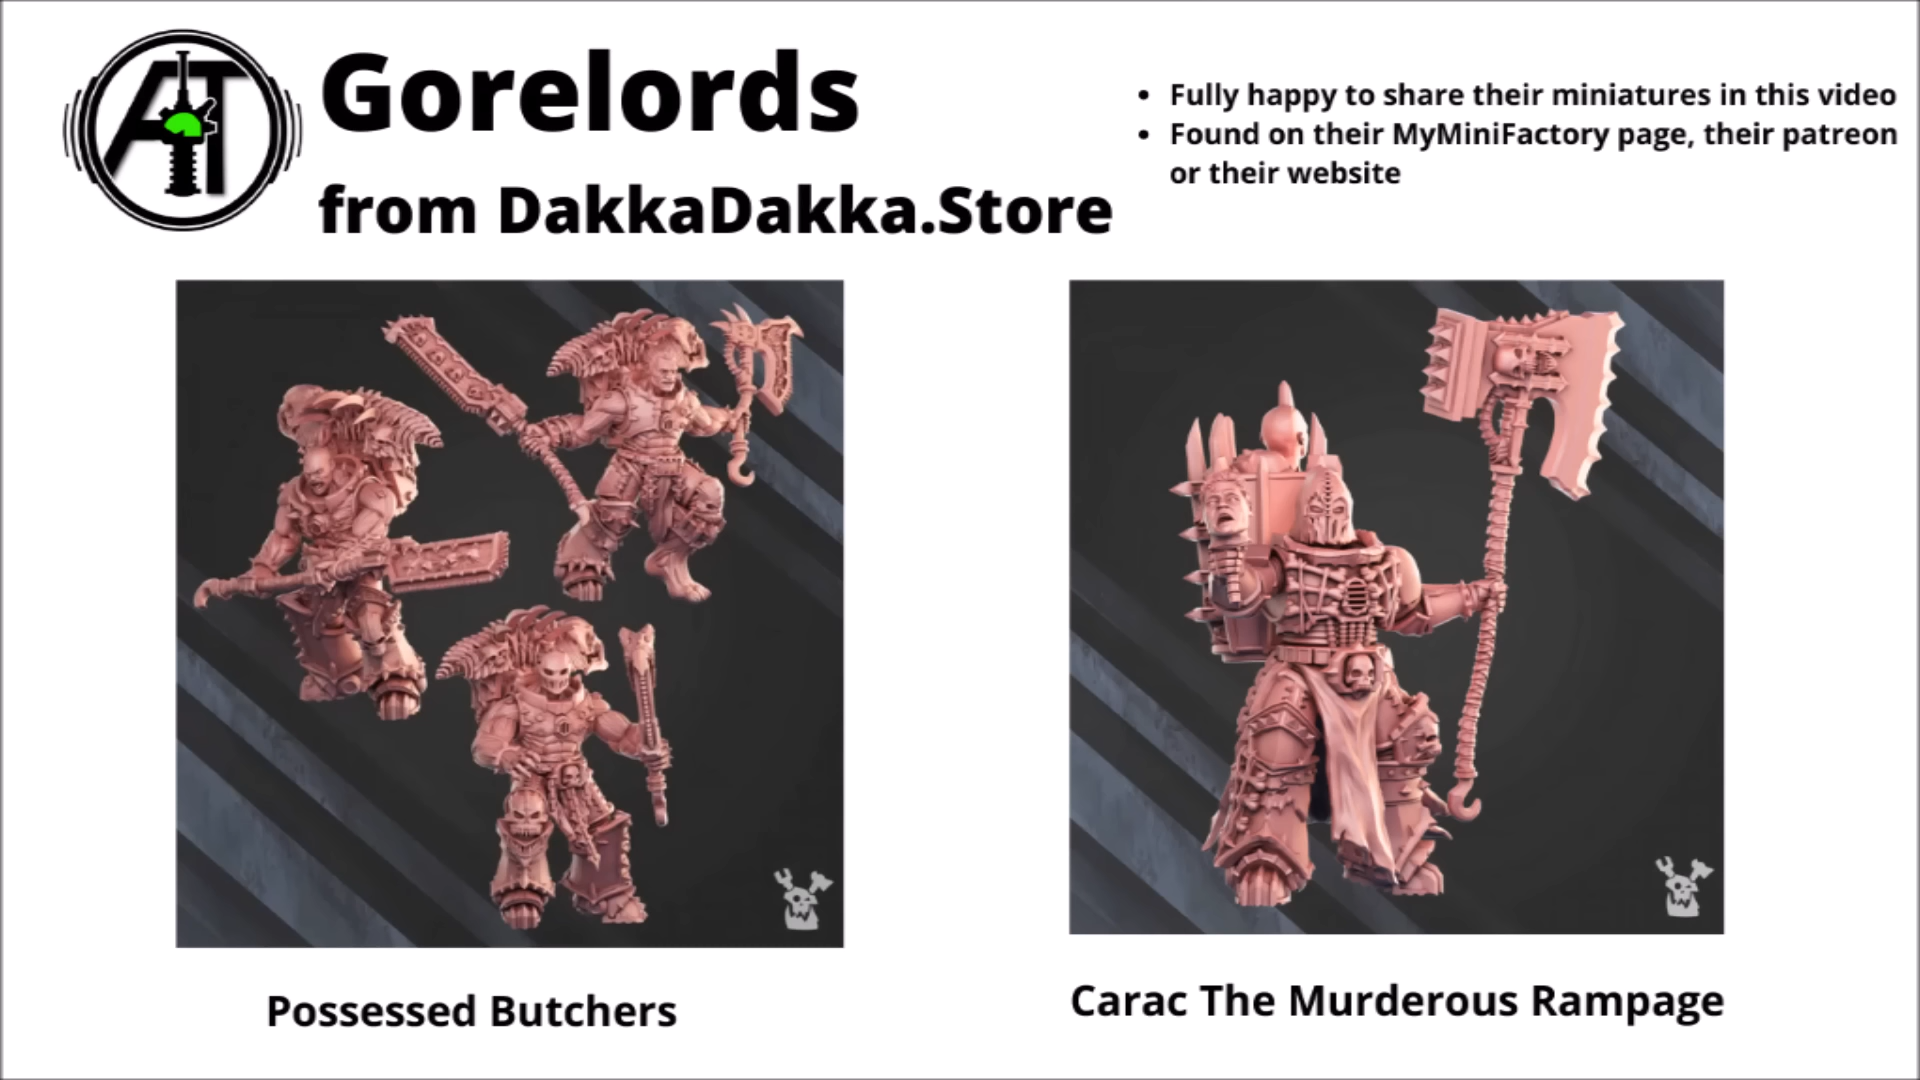 AT
Gorelords
from DakkaDakka.Store
• Fully happy to share their miniatures in this video
• Found on their MyMiniFactory page, their patreon
or their website
Possessed Butchers
Carac The Murderous Rampage